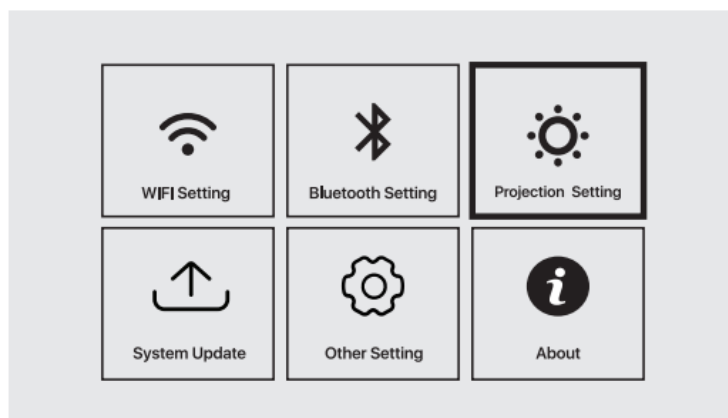 WIFI Setting
Bluetooth Setting
Projection Setting
System Update
Other Setting
About